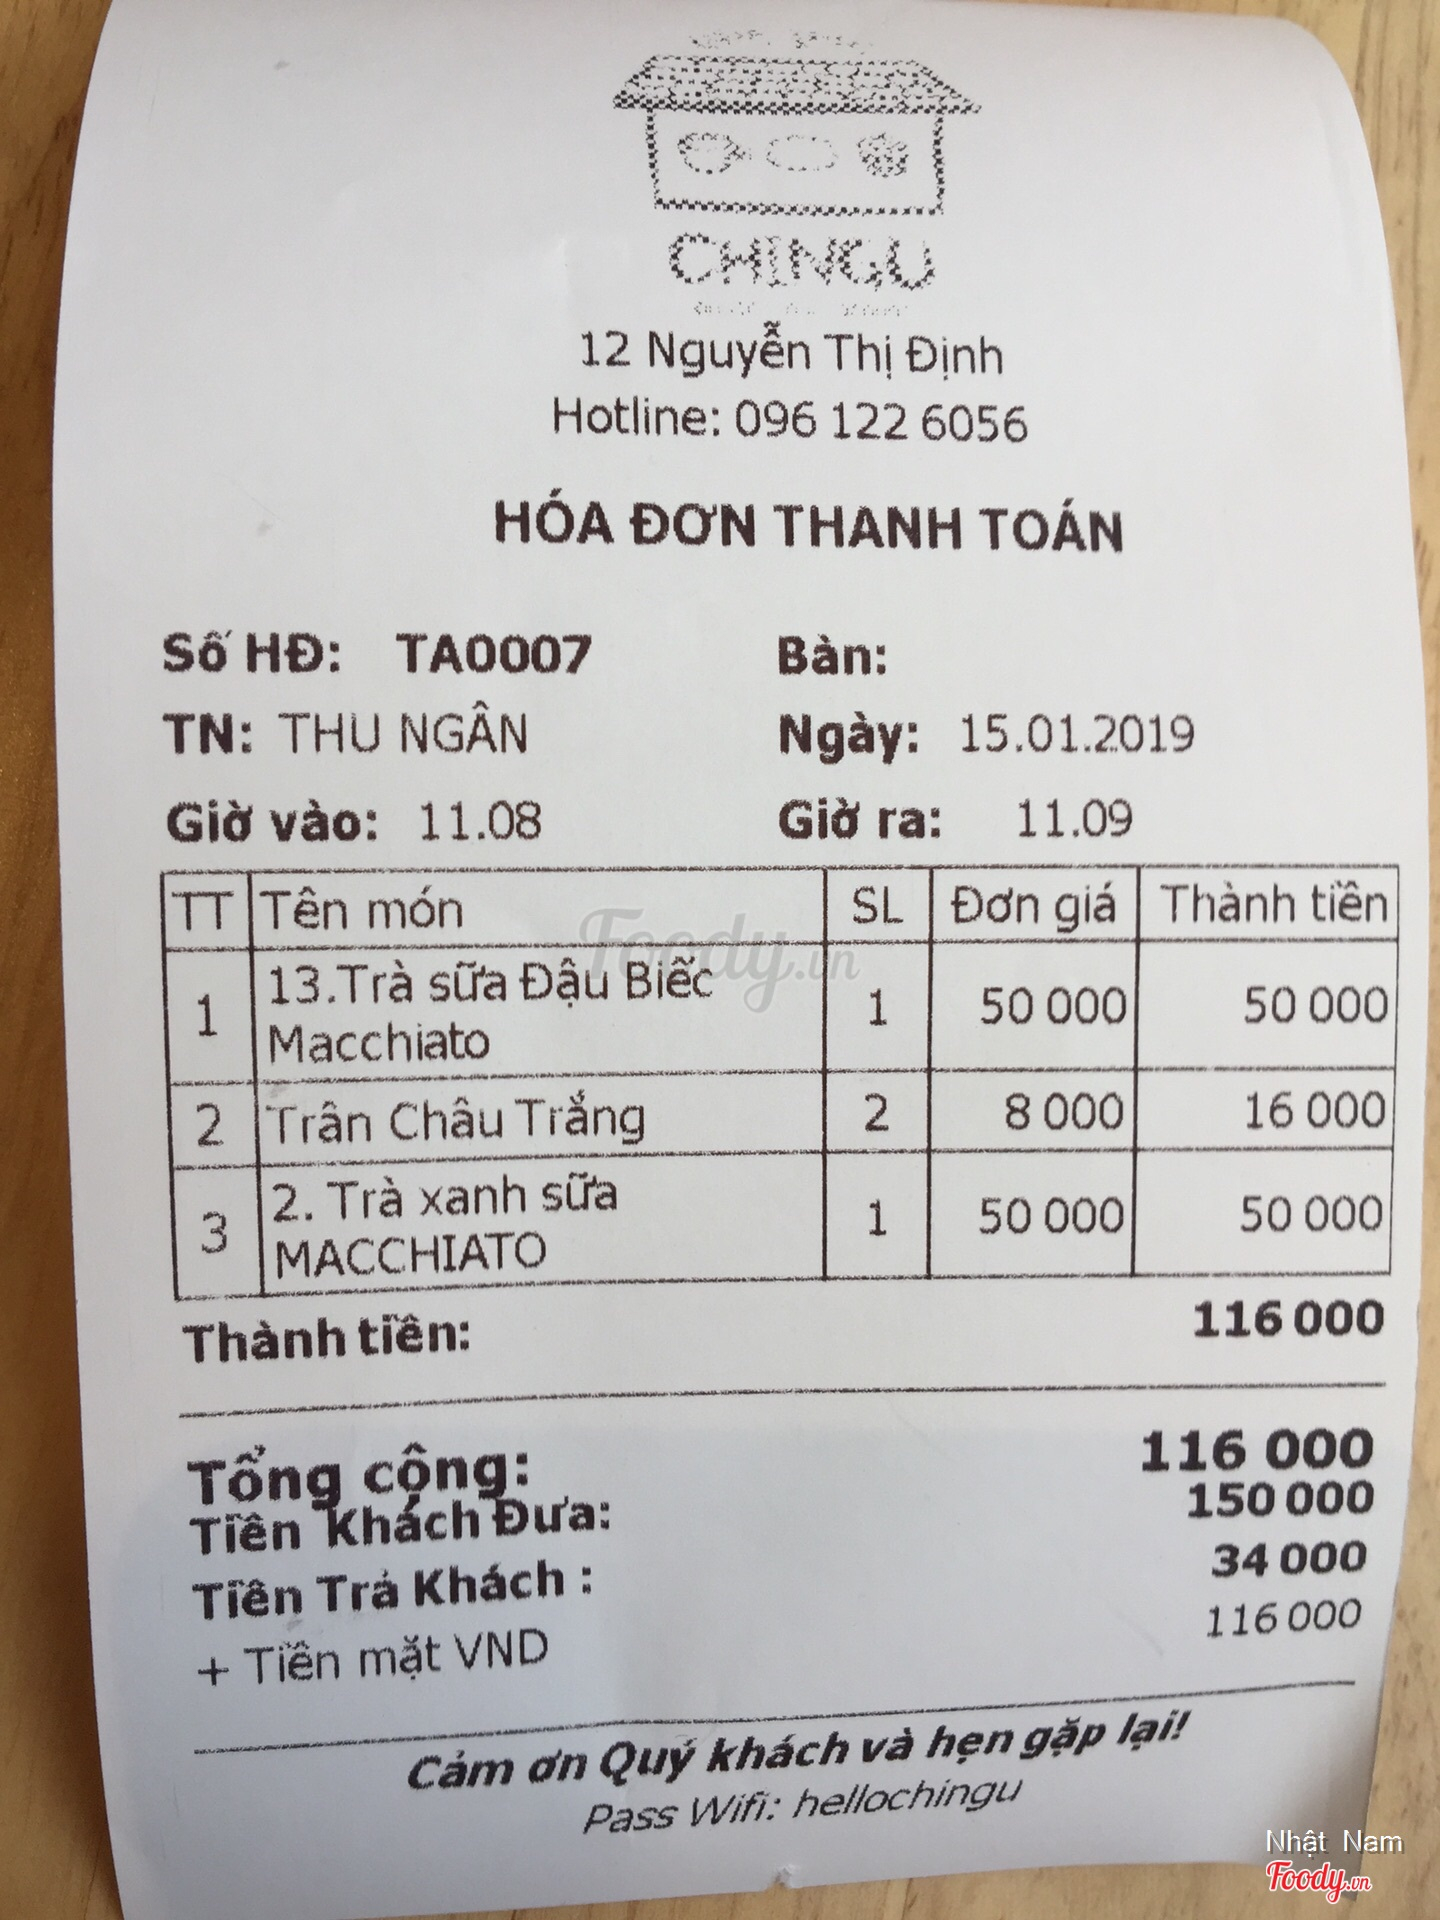 CHINGU
12 Nguyễn Thị Định
Hotline: 096 122 6056
HÓA ĐƠN THANH TOÁN
Số HĐ: TA0007 Bàn:
TN: THU NGÂN Ngày: 15.01.2019
Giờ vào: 11.08 Giờ ra: 11.09
TT Tên món SL Đơn giá Thành tiền
1 13.Trà sữa Đậu Biếc Macchiato 1 50 000 50 000
2 Trân Châu Trắng 2 8 000 16 000
3 2. Trà xanh sữa MACCHIATO 1 50 000 50 000
Thành tiền: 116 000
Tổng cộng: 116 000
Tiền Khách Đưa: 150 000
Tiền Trả Khách : 34 000
+ Tiền mặt VND 116 000
Cảm ơn Quý khách và hẹn gặp lại!
Pass Wifi: hellochingu
Foody.vn
Nhật Nam
Foody.vn